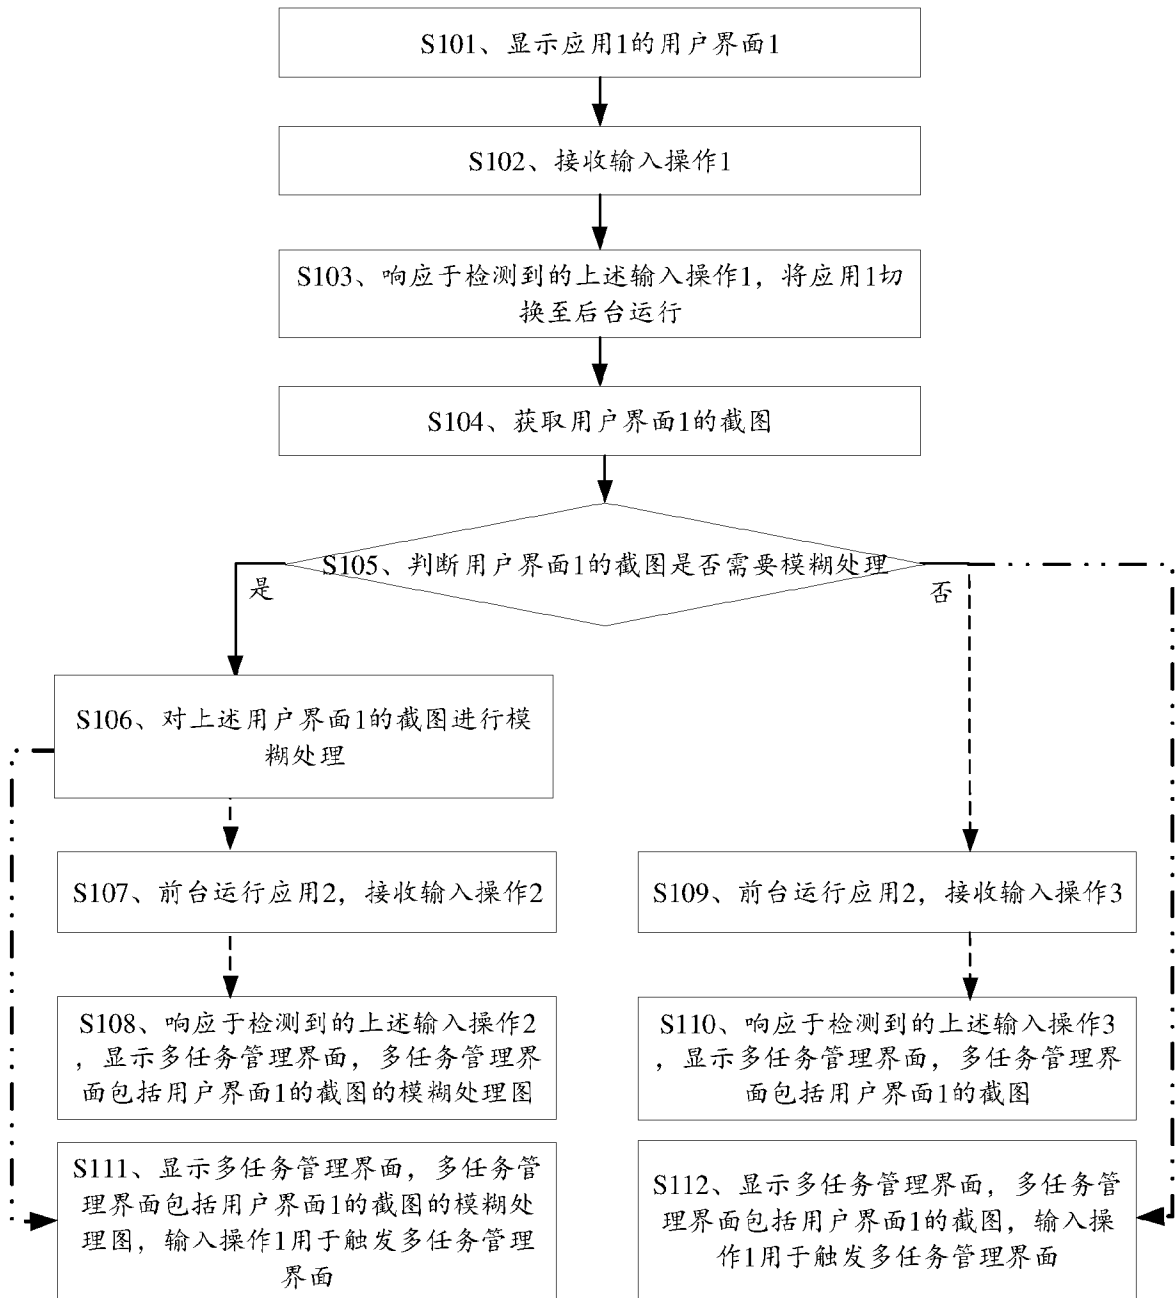 S101、显示应用1的用户界面1
S102、接收输入操作1
S103、响应于检测到的上述输入操作1，将应用1切
换至后台运行
S104、获取用户界面1的截图
S105、判断用户界面1的截图是否需要模糊处理
是
否
S106、对上述用户界面1的截图进行模
糊处理
S107、前台运行应用2，接收输入操作2
S109、前台运行应用2，接收输入操作3
S108、响应于检测到的上述输入操作2
，显示多任务管理界面，多任务管理界
面包括用户界面1的截图的模糊处理图
S110、响应于检测到的上述输入操作3
，显示多任务管理界面，多任务管理界
面包括用户界面1的截图
S111、显示多任务管理界面，多任务管
理界面包括用户界面1的截图的模糊处
理图，输入操作1用于触发多任务管理
界面
S112、显示多任务管理界面，多任务管
理界面包括用户界面1的截图，输入操
作1用于触发多任务管理界面